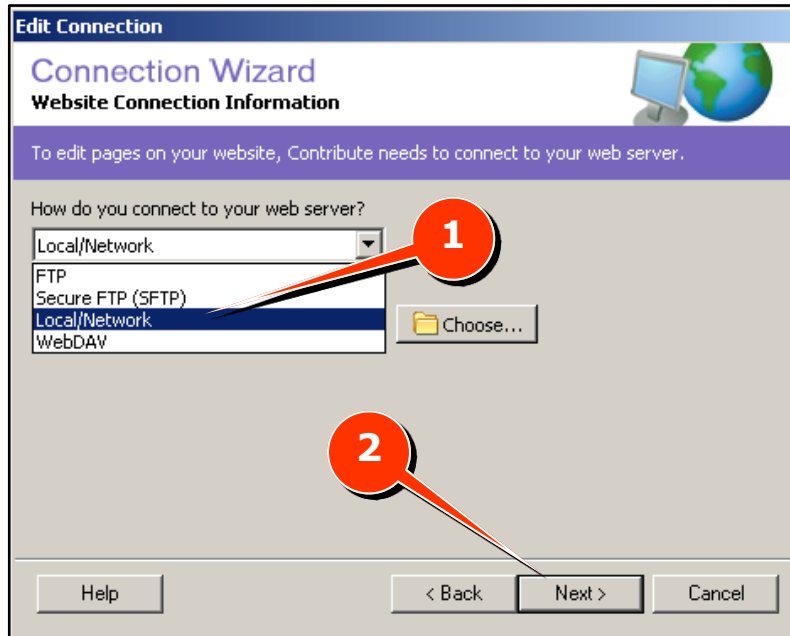 Edit Connection
Connection Wizard
Website Connection Information
To edit pages on your website, Contribute needs to connect to your web server.
How do you connect to your web server?
Local/Network
1
FTP
Secure FTP (SFTP)
Local/Network
Choose...
WebDAV
2
Help
< Back
Next >
Cancel